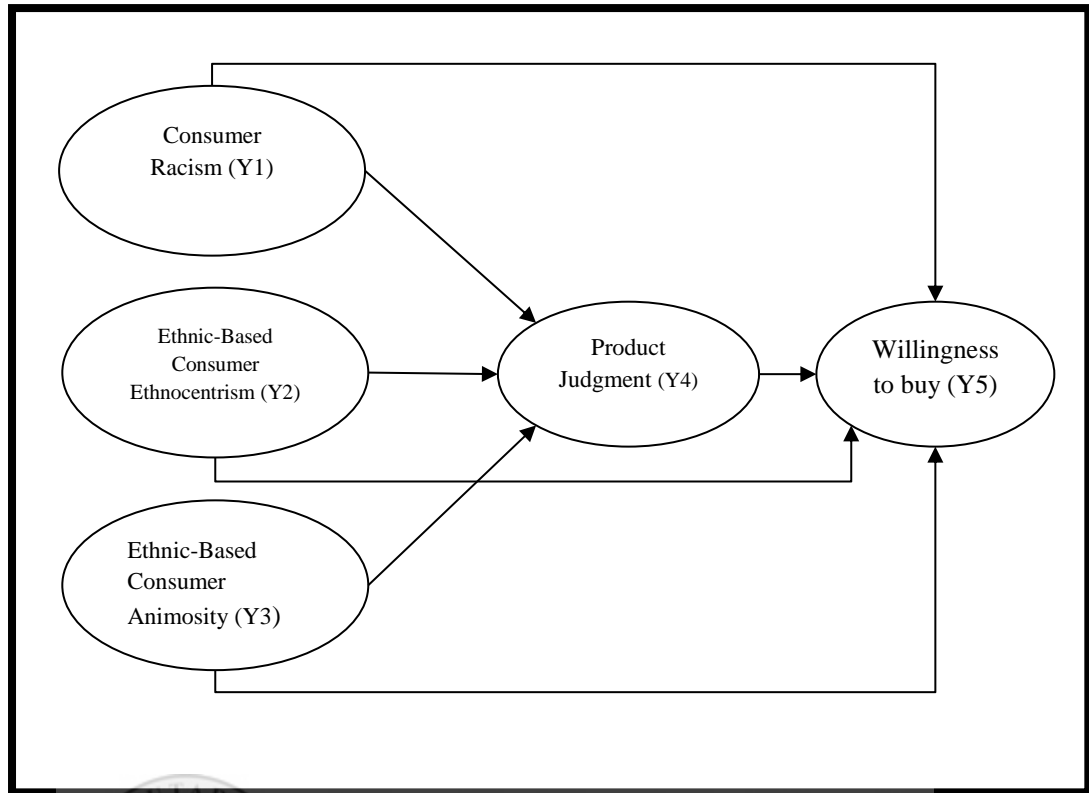 Consumer
Racism (Y1)
Ethnic-Based
Consumer
Ethnocentrism (Y2)
Product
Judgment (Y4)
Willingness
to buy (Y5)
Ethnic-Based
Consumer
Animosity (Y3)